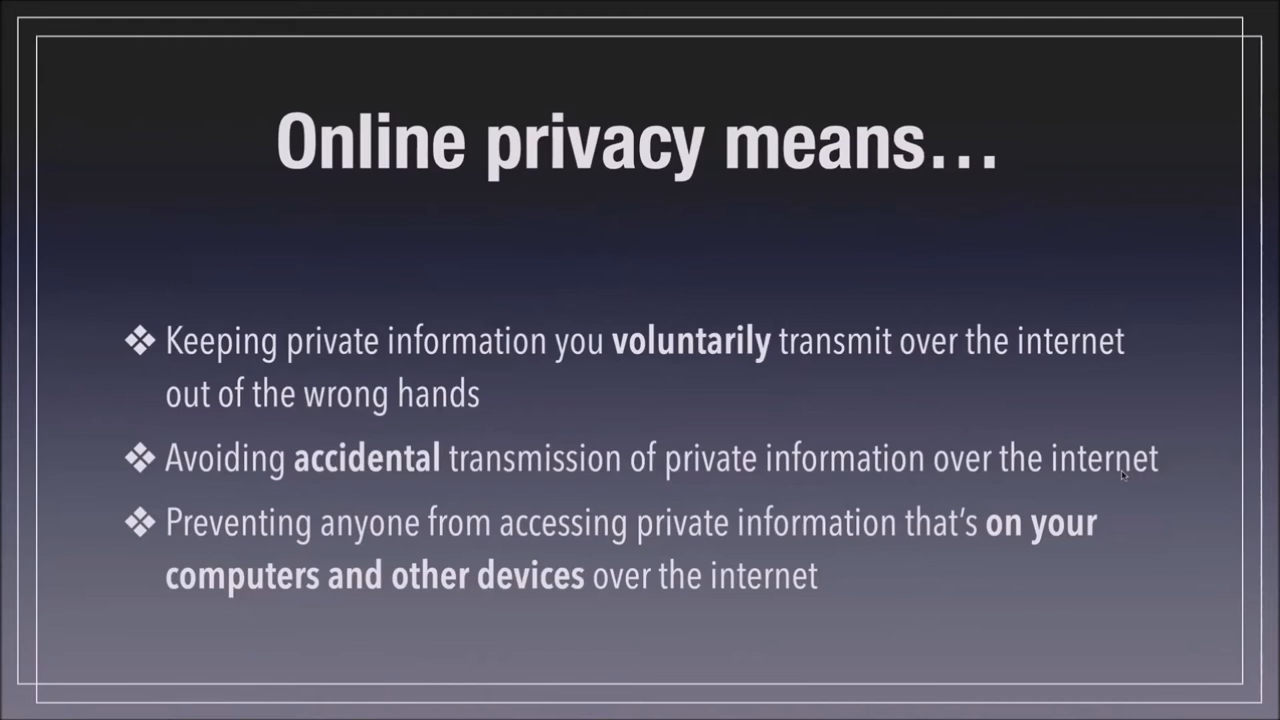 Online privacy means…
❖ Keeping private information you voluntarily transmit over the internet
out of the wrong hands
❖ Avoiding accidental transmission of private information over the internet
❖ Preventing anyone from accessing private information that’s on your
computers and other devices over the internet